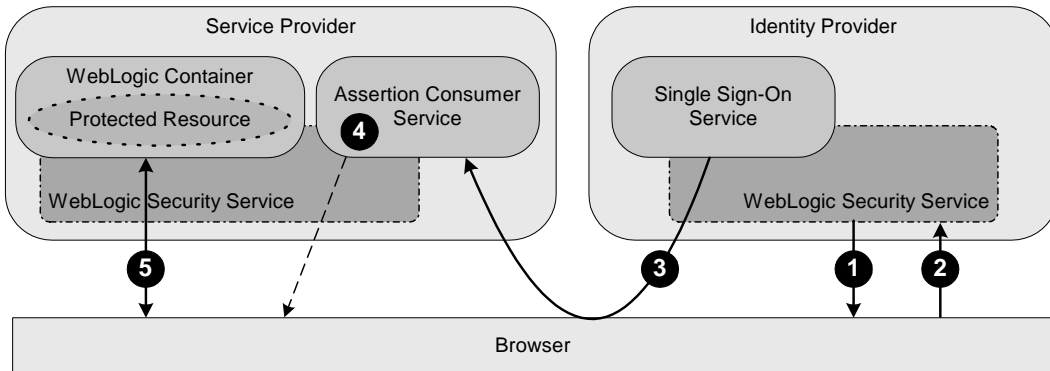 Service Provider
WebLogic Container
Protected Resource
Assertion Consumer
Service
4
WebLogic Security Service
Identity Provider
Single Sign-On
Service
WebLogic Security Service
5
3
1
2
Browser